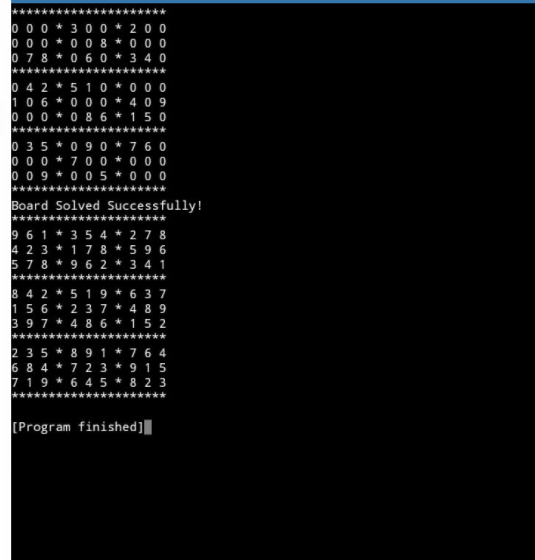 *********************
0 0 0 * 3 0 0 * 2 0 0
0 0 0 * 0 0 8 * 0 0 0
0 7 8 * 0 6 0 * 3 4 0
*********************
0 4 2 * 5 1 0 * 0 0 0
1 0 6 * 0 0 0 * 4 0 9
0 0 0 * 0 8 6 * 1 5 0
*********************
0 3 5 * 0 9 0 * 7 6 0
0 0 0 * 7 0 0 * 0 0 0
0 0 9 * 0 0 5 * 0 0 0
*********************
Board Solved Successfully!
*********************
9 6 1 * 3 5 4 * 2 7 8
4 2 3 * 1 7 8 * 5 9 6
5 7 8 * 9 6 2 * 3 4 1
*********************
8 4 2 * 5 1 9 * 6 3 7
1 5 6 * 2 3 7 * 4 8 9
3 9 7 * 4 8 6 * 1 5 2
*********************
2 3 5 * 8 9 1 * 7 6 4
6 8 4 * 7 2 3 * 9 1 5
7 1 9 * 6 4 5 * 8 2 3
*********************
[Program finished]